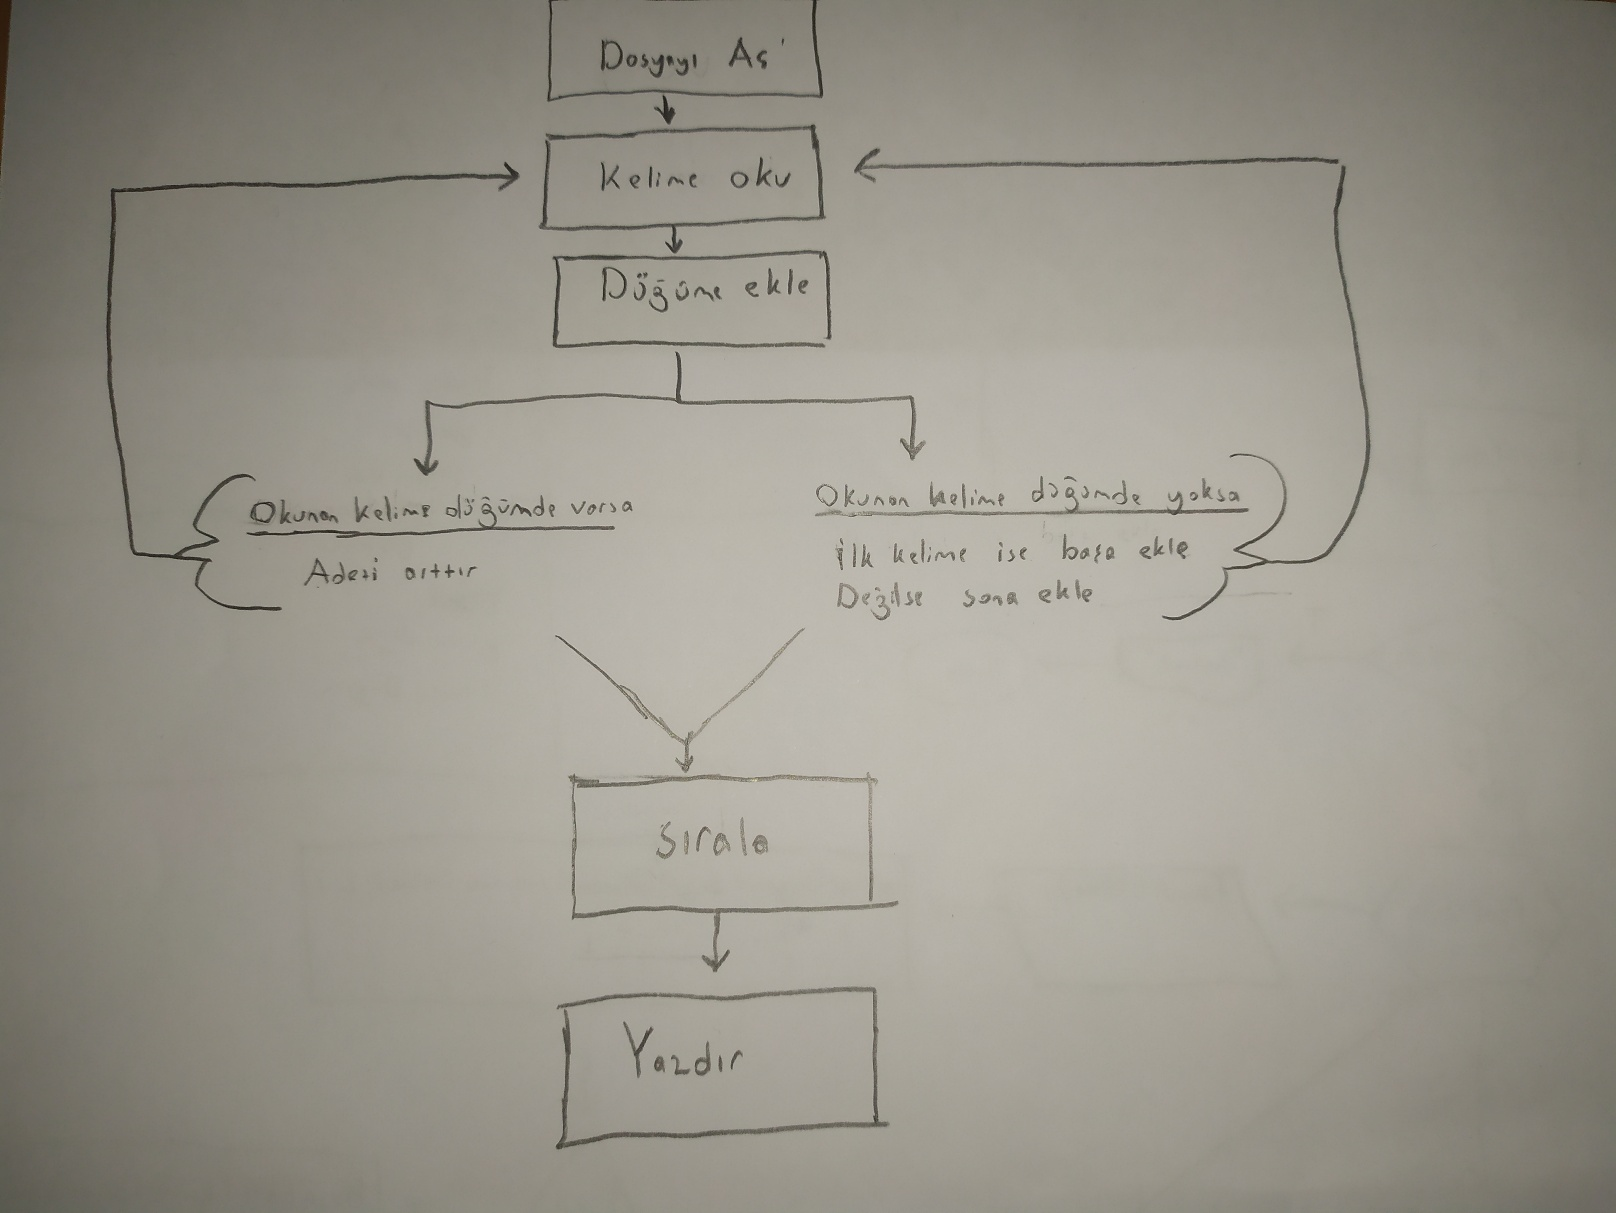 Dosyayı Aç
Kelime oku
Düğüme ekle
Okunan kelime düğümde varsa
Adeti arttır
Okunan kelime düğümde yoksa
İlk kelime ise başa ekle
Değilse sona ekle
Sırala
Yazdır